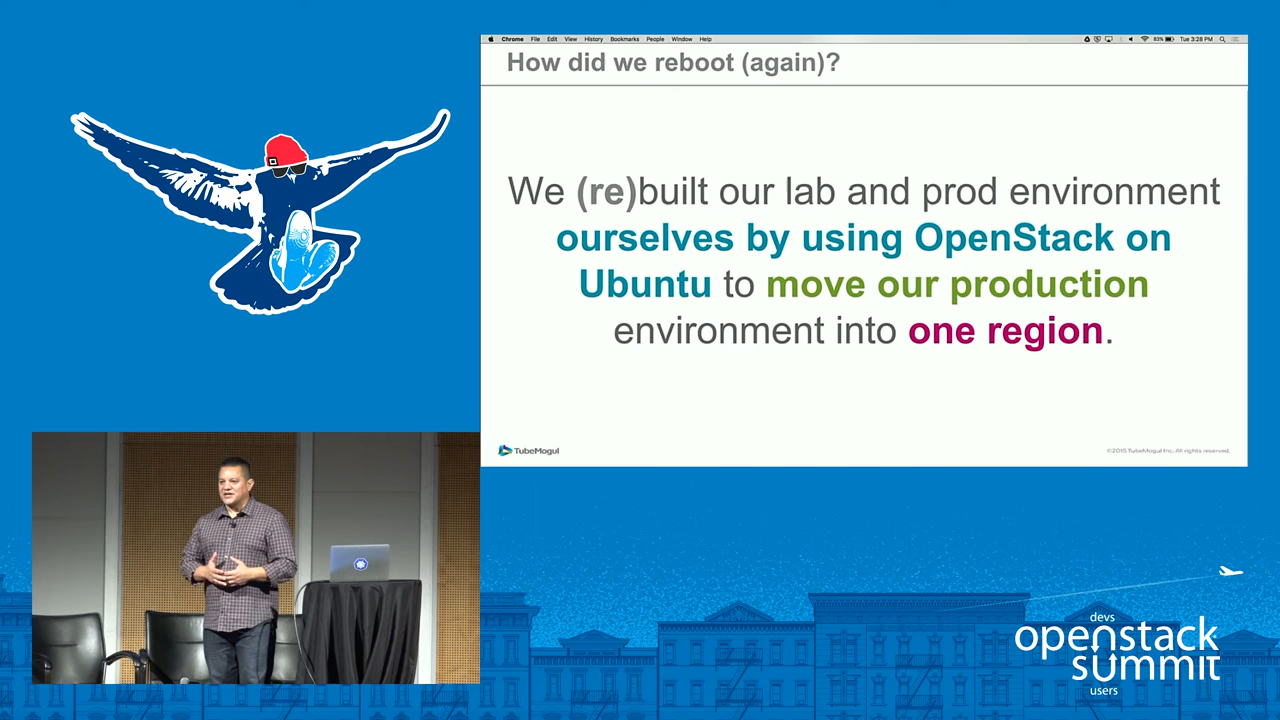 Chrome File Edit View History Bookmarks People Window Help
83% Tue 3:28 PM
How did we reboot (again)?
We (re)built our lab and prod environment
ourselves by using OpenStack on
Ubuntu to move our production
environment into one region.
TubeMogul
©2015 TubeMogul Inc. All rights reserved.
devs
openstack
summit
users